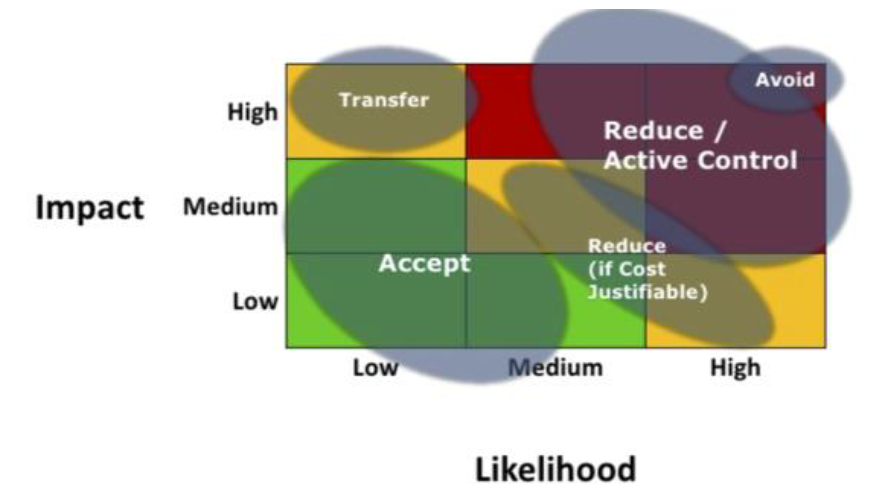 High
Transfer
Avoid
Reduce /
Active Control
Impact
Medium
Accept
Reduce
(if Cost
Justifiable)
Low
Low
Medium
High
Likelihood